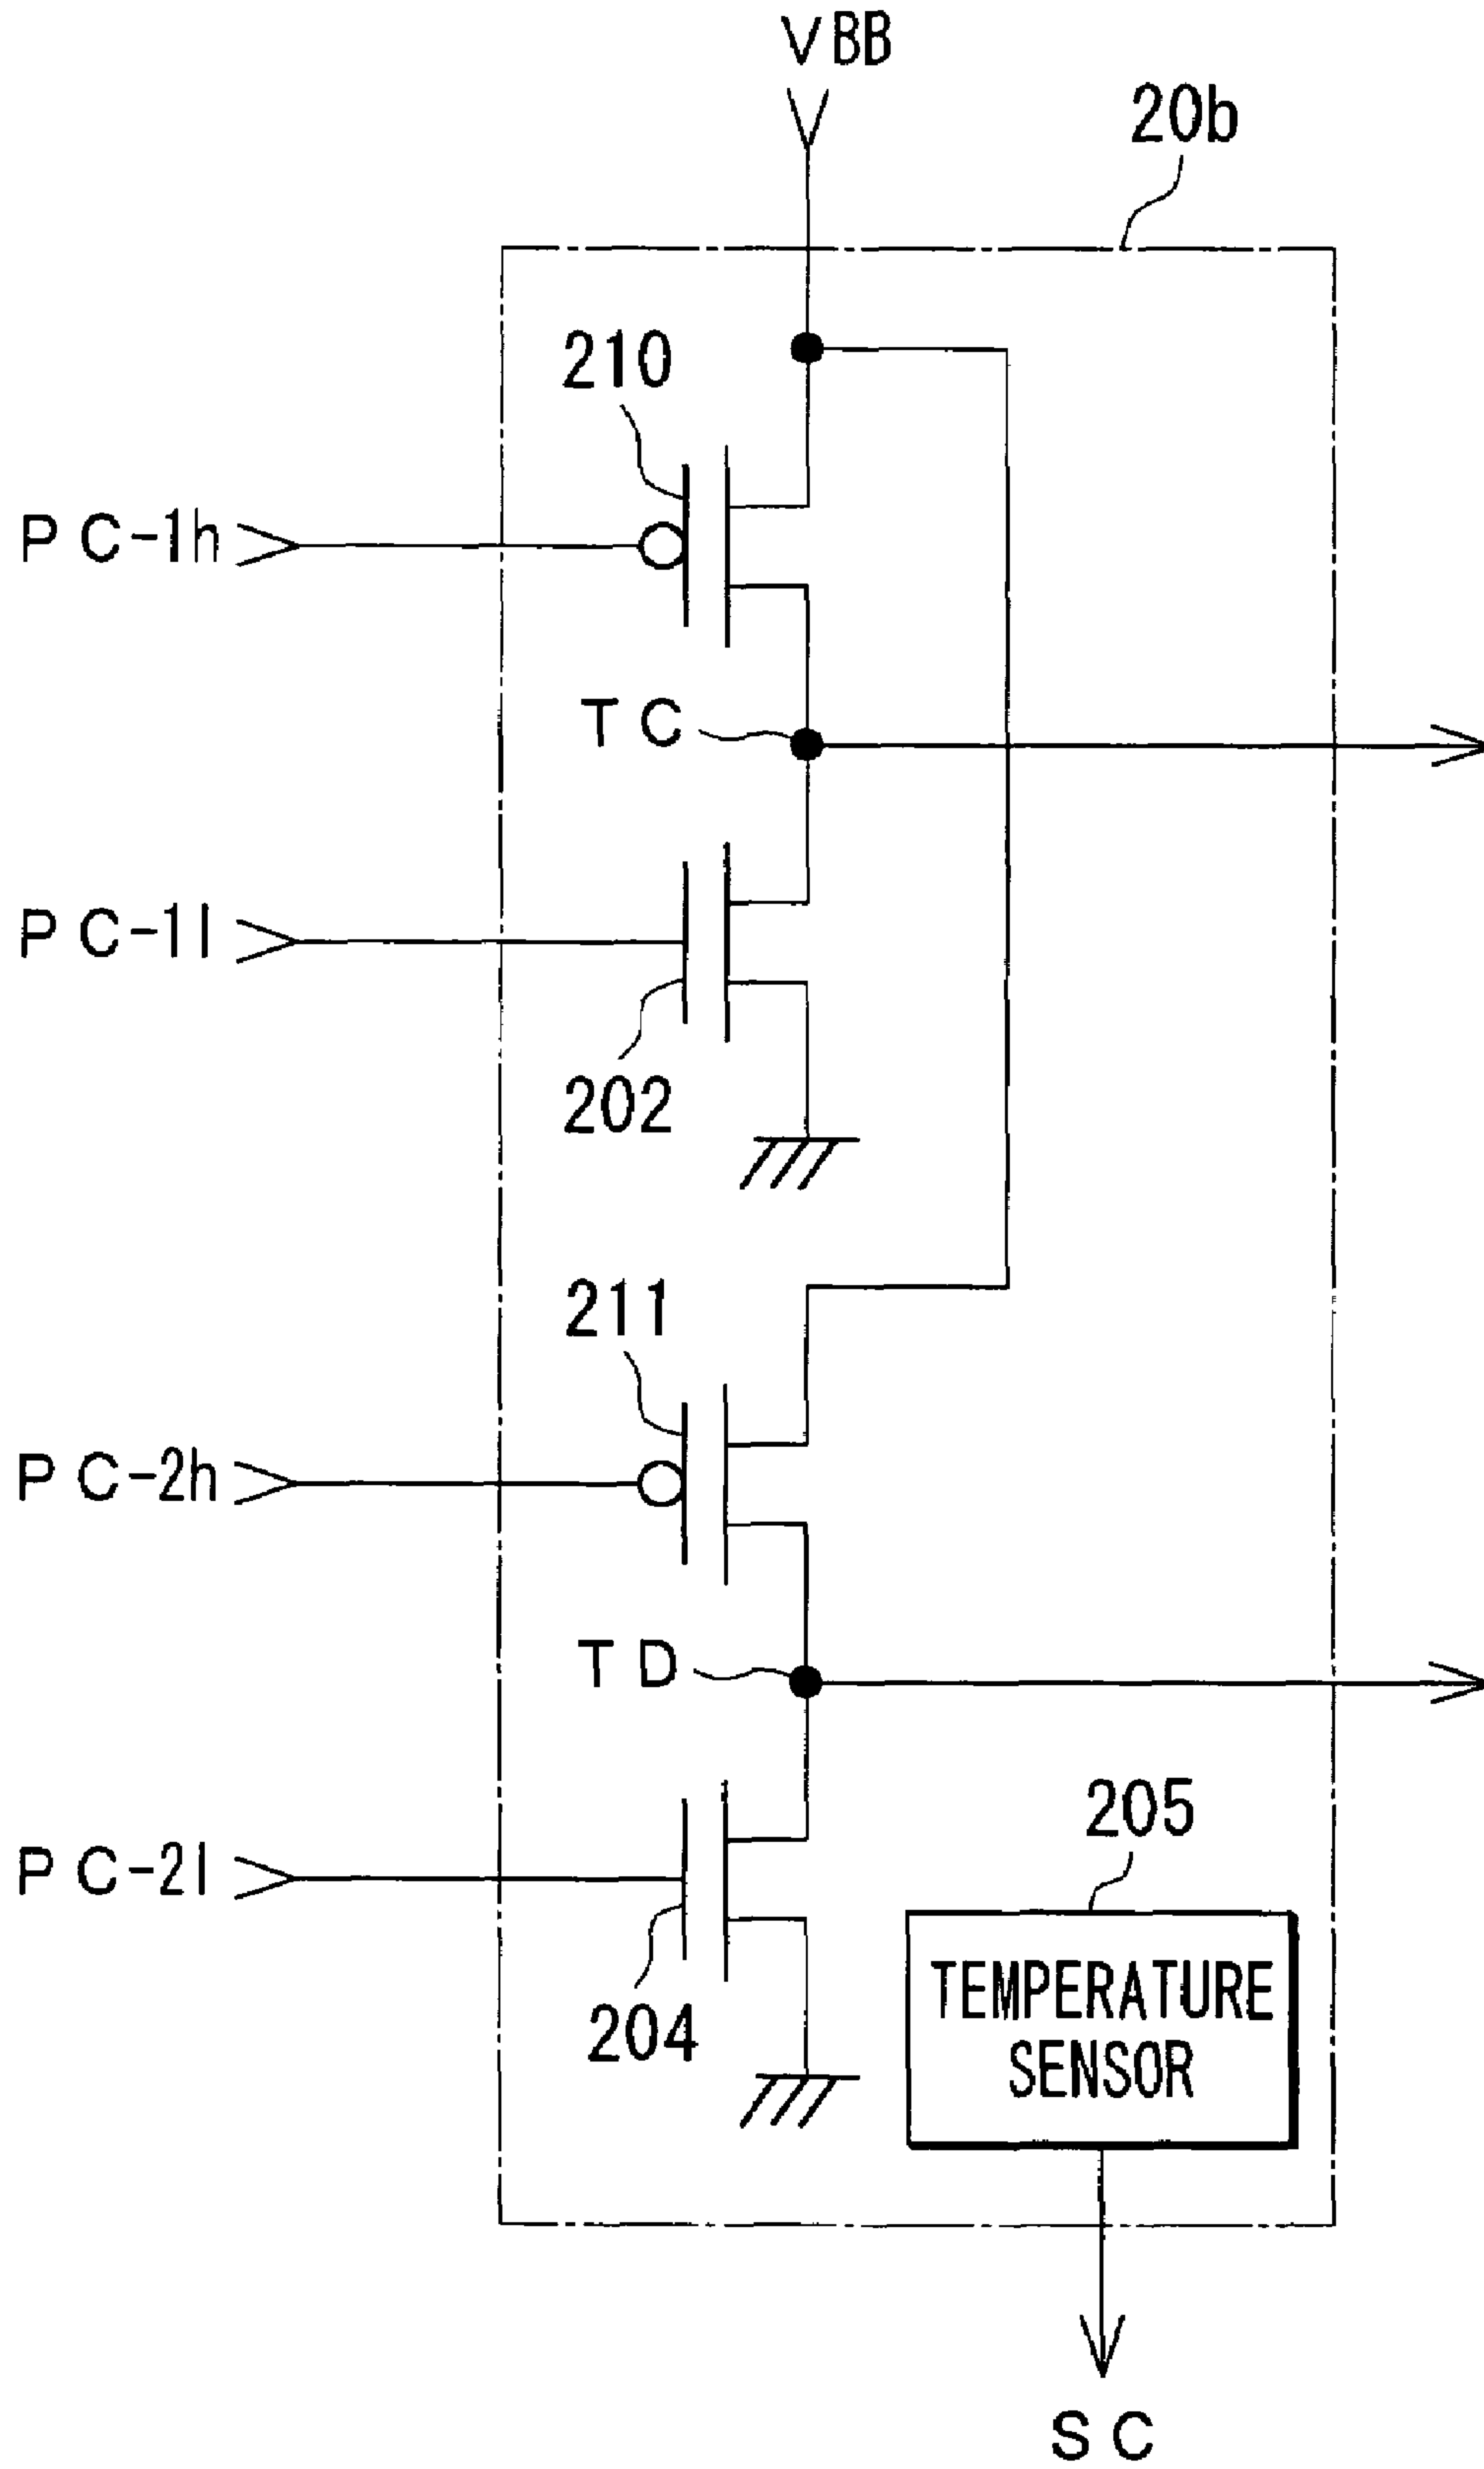 VBB
20b
210
PC-1h
TC
PC-1l
202
211
PC-2h
TD
PC-2l
205
TEMPERATURE
SENSOR
204
SC